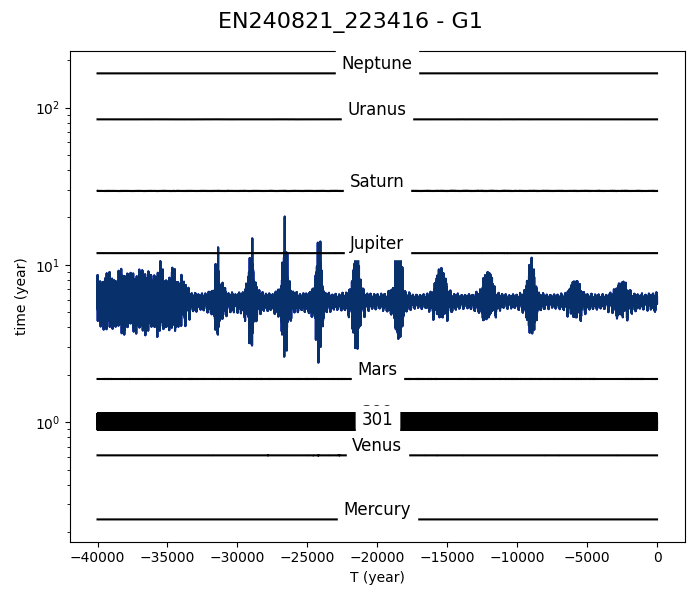 EN240821_223416 - G1
Neptune
10²
Uranus
Saturn
Jupiter
10¹
time (year)
Mars
10⁰
301
Venus
Mercury
−40000 −35000 −30000 −25000 −20000 −15000 −10000 −5000 0
T (year)